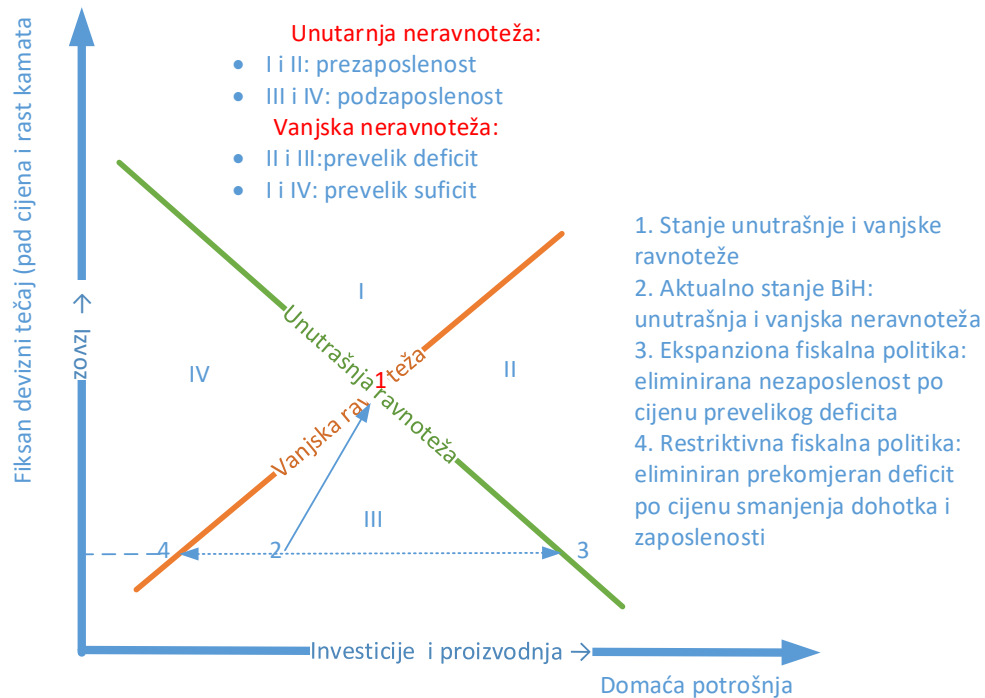 Unutarnja neravnoteža:
• I i II: prezaposlenost
• III i IV: podzaposlenost
Vanjska neravnoteža:
• II i III:prevelik deficit
• I i IV: prevelik suficit
Fiksan devizni tečaj (pad cijena i rast kamata
Izvoz →
I
II
III
IV
Unutrašnja ravnoteža
Vanjska ra
teža
1
2
3
4
1. Stanje unutrašnje i vanjske
ravnoteže
2. Aktualno stanje BiH:
unutrašnja i vanjska neravnoteža
3. Ekspanziona fiskalna politika:
eliminirana nezaposlenost po
cijenu prevelikog deficita
4. Restriktivna fiskalna politika:
eliminiran prekomjeran deficit
po cijenu smanjenja dohotka i
zaposlenosti
Investicije i proizvodnja →
Domaća potrošnja